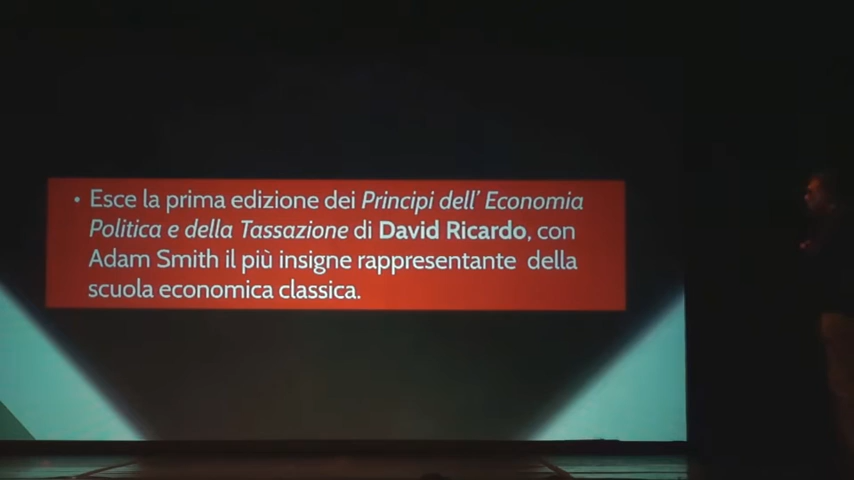 • Esce la prima edizione dei Principi dell' Economia
Politica e della Tassazione di David Ricardo, con
Adam Smith il più insigne rappresentante della
scuola economica classica.